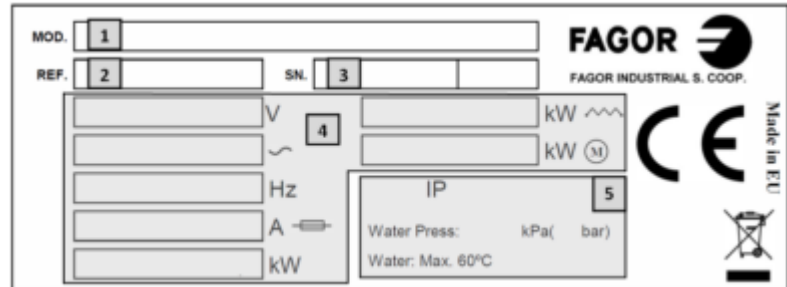 MOD. 1
FAGOR
REF. 2 SN. 3
FAGOR INDUSTRIAL S. COOP.
V 4 kW
kW M
Hz
A
kW
IP 5
Water Press: kPa( bar)
Water: Max. 60ºC
CE
Made in EU